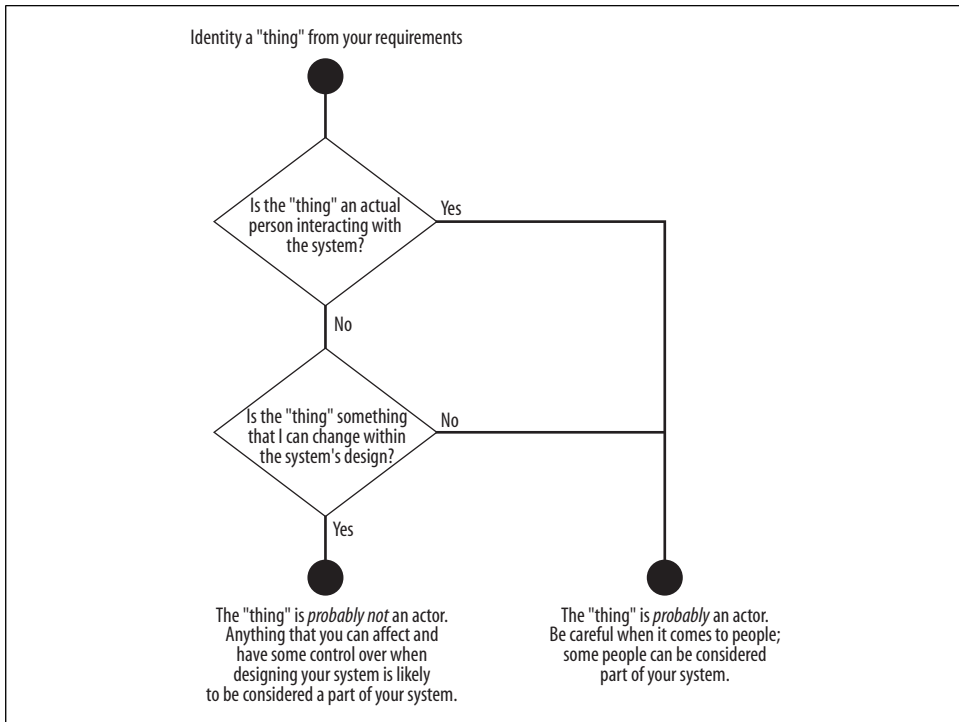 Identity a "thing" from your requirements
Is the "thing" an actual
person interacting with
the system?
Yes
No
Is the "thing" something
that I can change within
the system's design?
No
Yes
The "thing" is probably not an actor.
Anything that you can affect and
have some control over when
designing your system is likely
to be considered a part of your system.
The "thing" is probably an actor.
Be careful when it comes to people;
some people can be considered
part of your system.